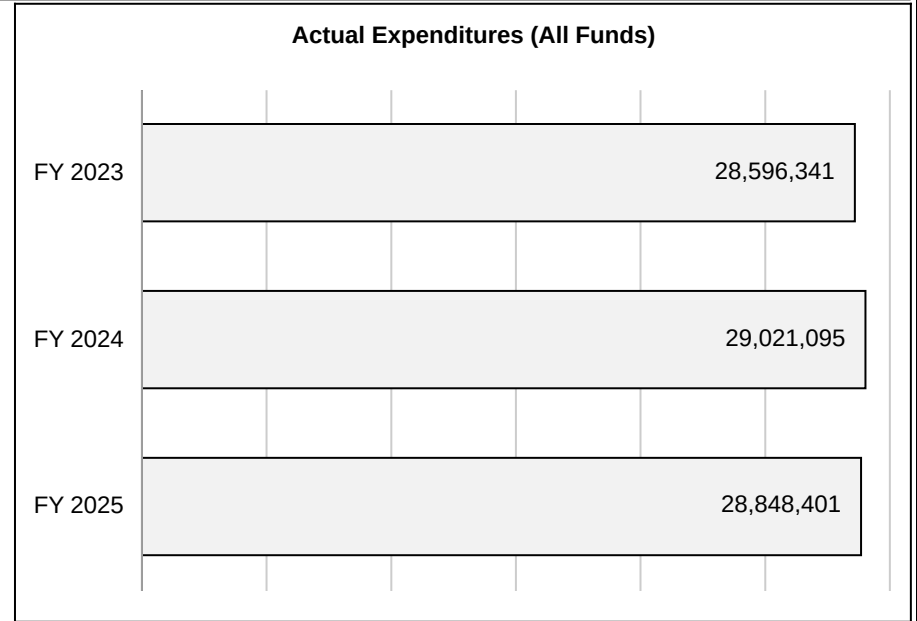 Actual Expenditures (All Funds)
FY 2023
28,596,341
FY 2024
29,021,095
FY 2025
28,848,401